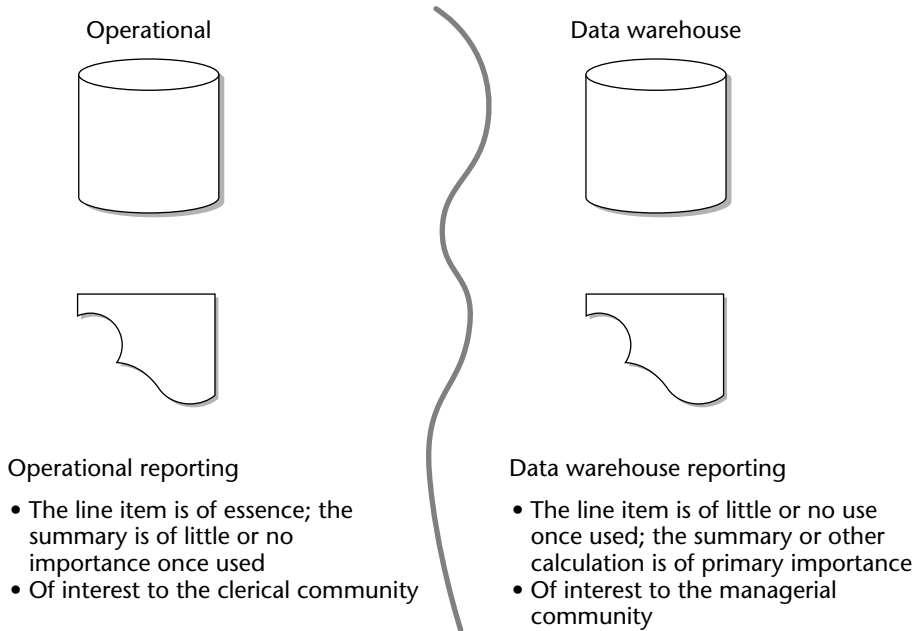 Operational
Data warehouse
Operational reporting
• The line item is of essence; the
summary is of little or no
importance once used
• Of interest to the clerical community
Data warehouse reporting
• The line item is of little or no use
once used; the summary or other
calculation is of primary importance
• Of interest to the managerial
community